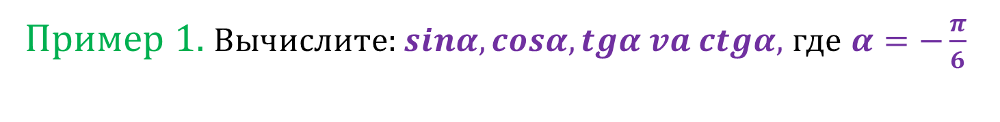 Пример 1. Вычислите: sinα, cosα, tgα va ctgα, где α = −π/6